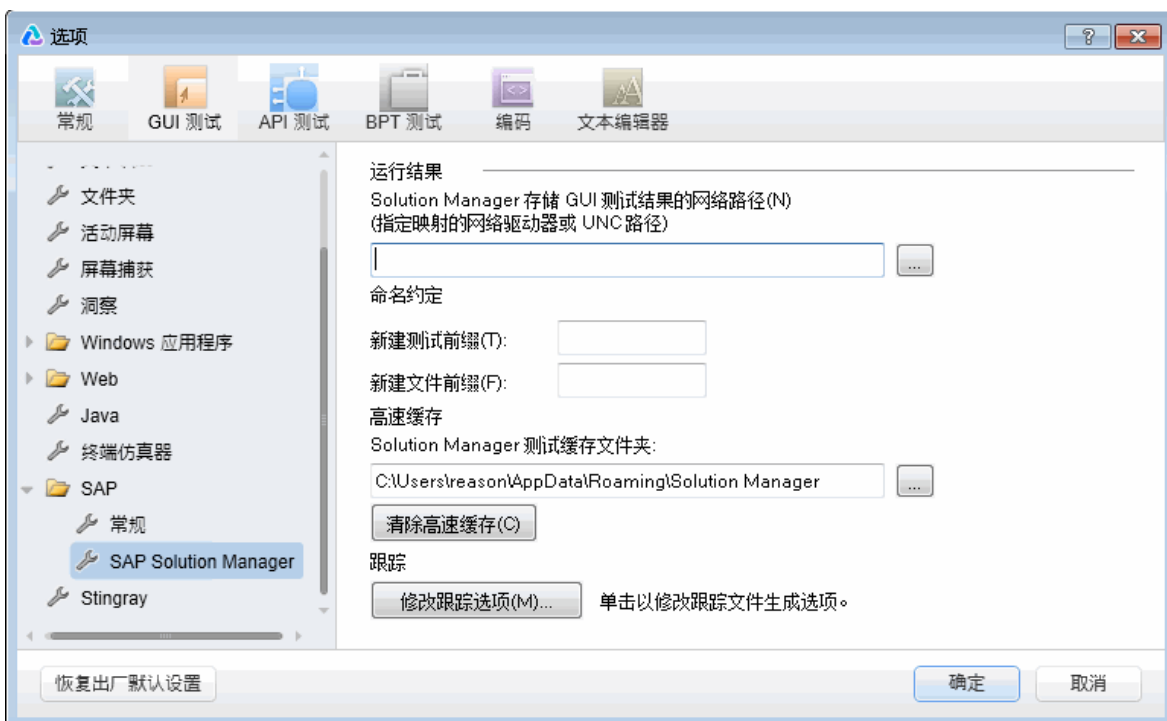 选项
常规
GUI 测试
API 测试
BPT 测试
编码
文本编辑器
文件夹
活动屏幕
屏幕捕获
洞察
Windows 应用程序
Web
Java
终端仿真器
SAP
常规
SAP Solution Manager
Stingray
运行结果
Solution Manager 存储 GUI 测试结果的网络路径(N)
(指定映射的网络驱动器或 UNC 路径)
...
命名约定
新建测试前缀(T):
新建文件前缀(F):
高速缓存
Solution Manager 测试缓存文件夹:
C:\Users\reason\AppData\Roaming\Solution Manager
...
清除高速缓存(C)
跟踪
修改跟踪选项(M)...
单击以修改跟踪文件生成选项。
恢复出厂默认设置
确定
取消